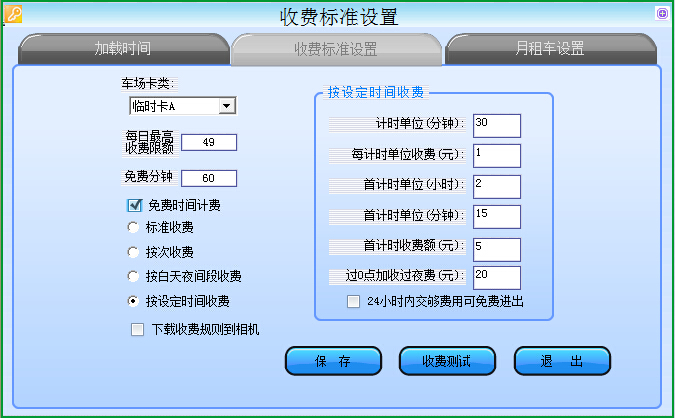 收费标准设置
加载时间
收费标准设置
月租车设置
车场卡类:
临时卡A
每日最高
收费限额
49
免费分钟
60
免费时间计费
标准收费
按次收费
按白天夜间段收费
按设定时间收费
下载收费规则到相机
按设定时间收费
计时单位(分钟):
30
每计时单位收费(元):
1
首计时单位(小时):
2
首计时单位(分钟):
15
首计时收费额(元):
5
过0点加收过夜费(元):
20
24小时内交够费用可免费进出
保 存
收费测试
退 出